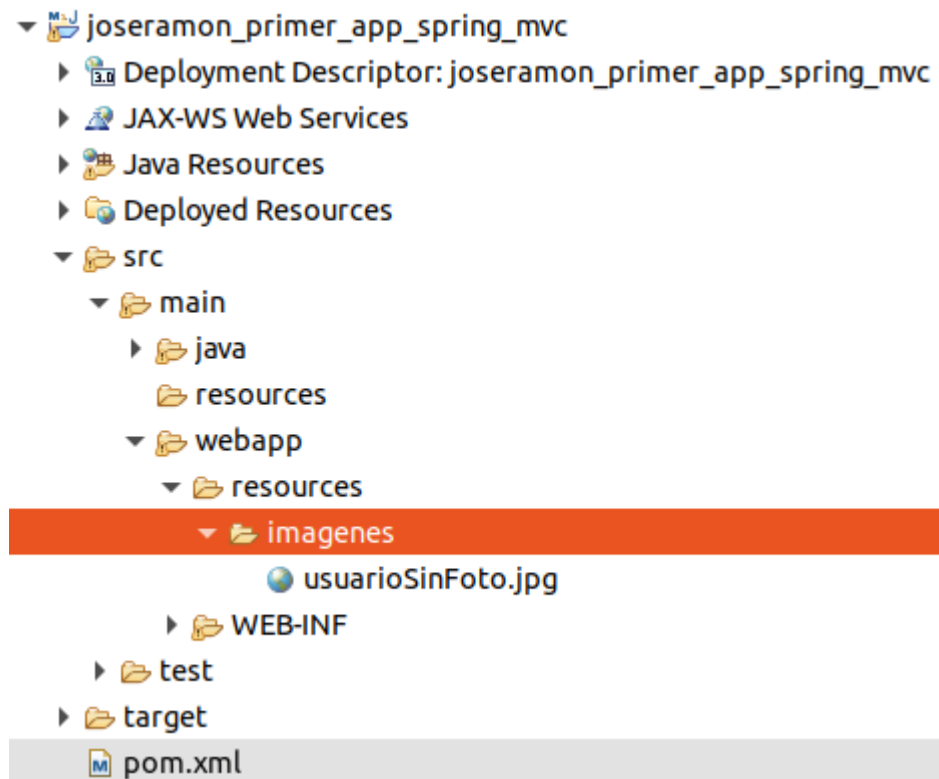 joseramon_primer_app_spring_mvc
Deployment Descriptor: joseramon_primer_app_spring_mvc
JAX-WS Web Services
Java Resources
Deployed Resources
src
main
java
resources
webapp
resources
imagenes
usuarioSinFoto.jpg
WEB-INF
test
target
pom.xml